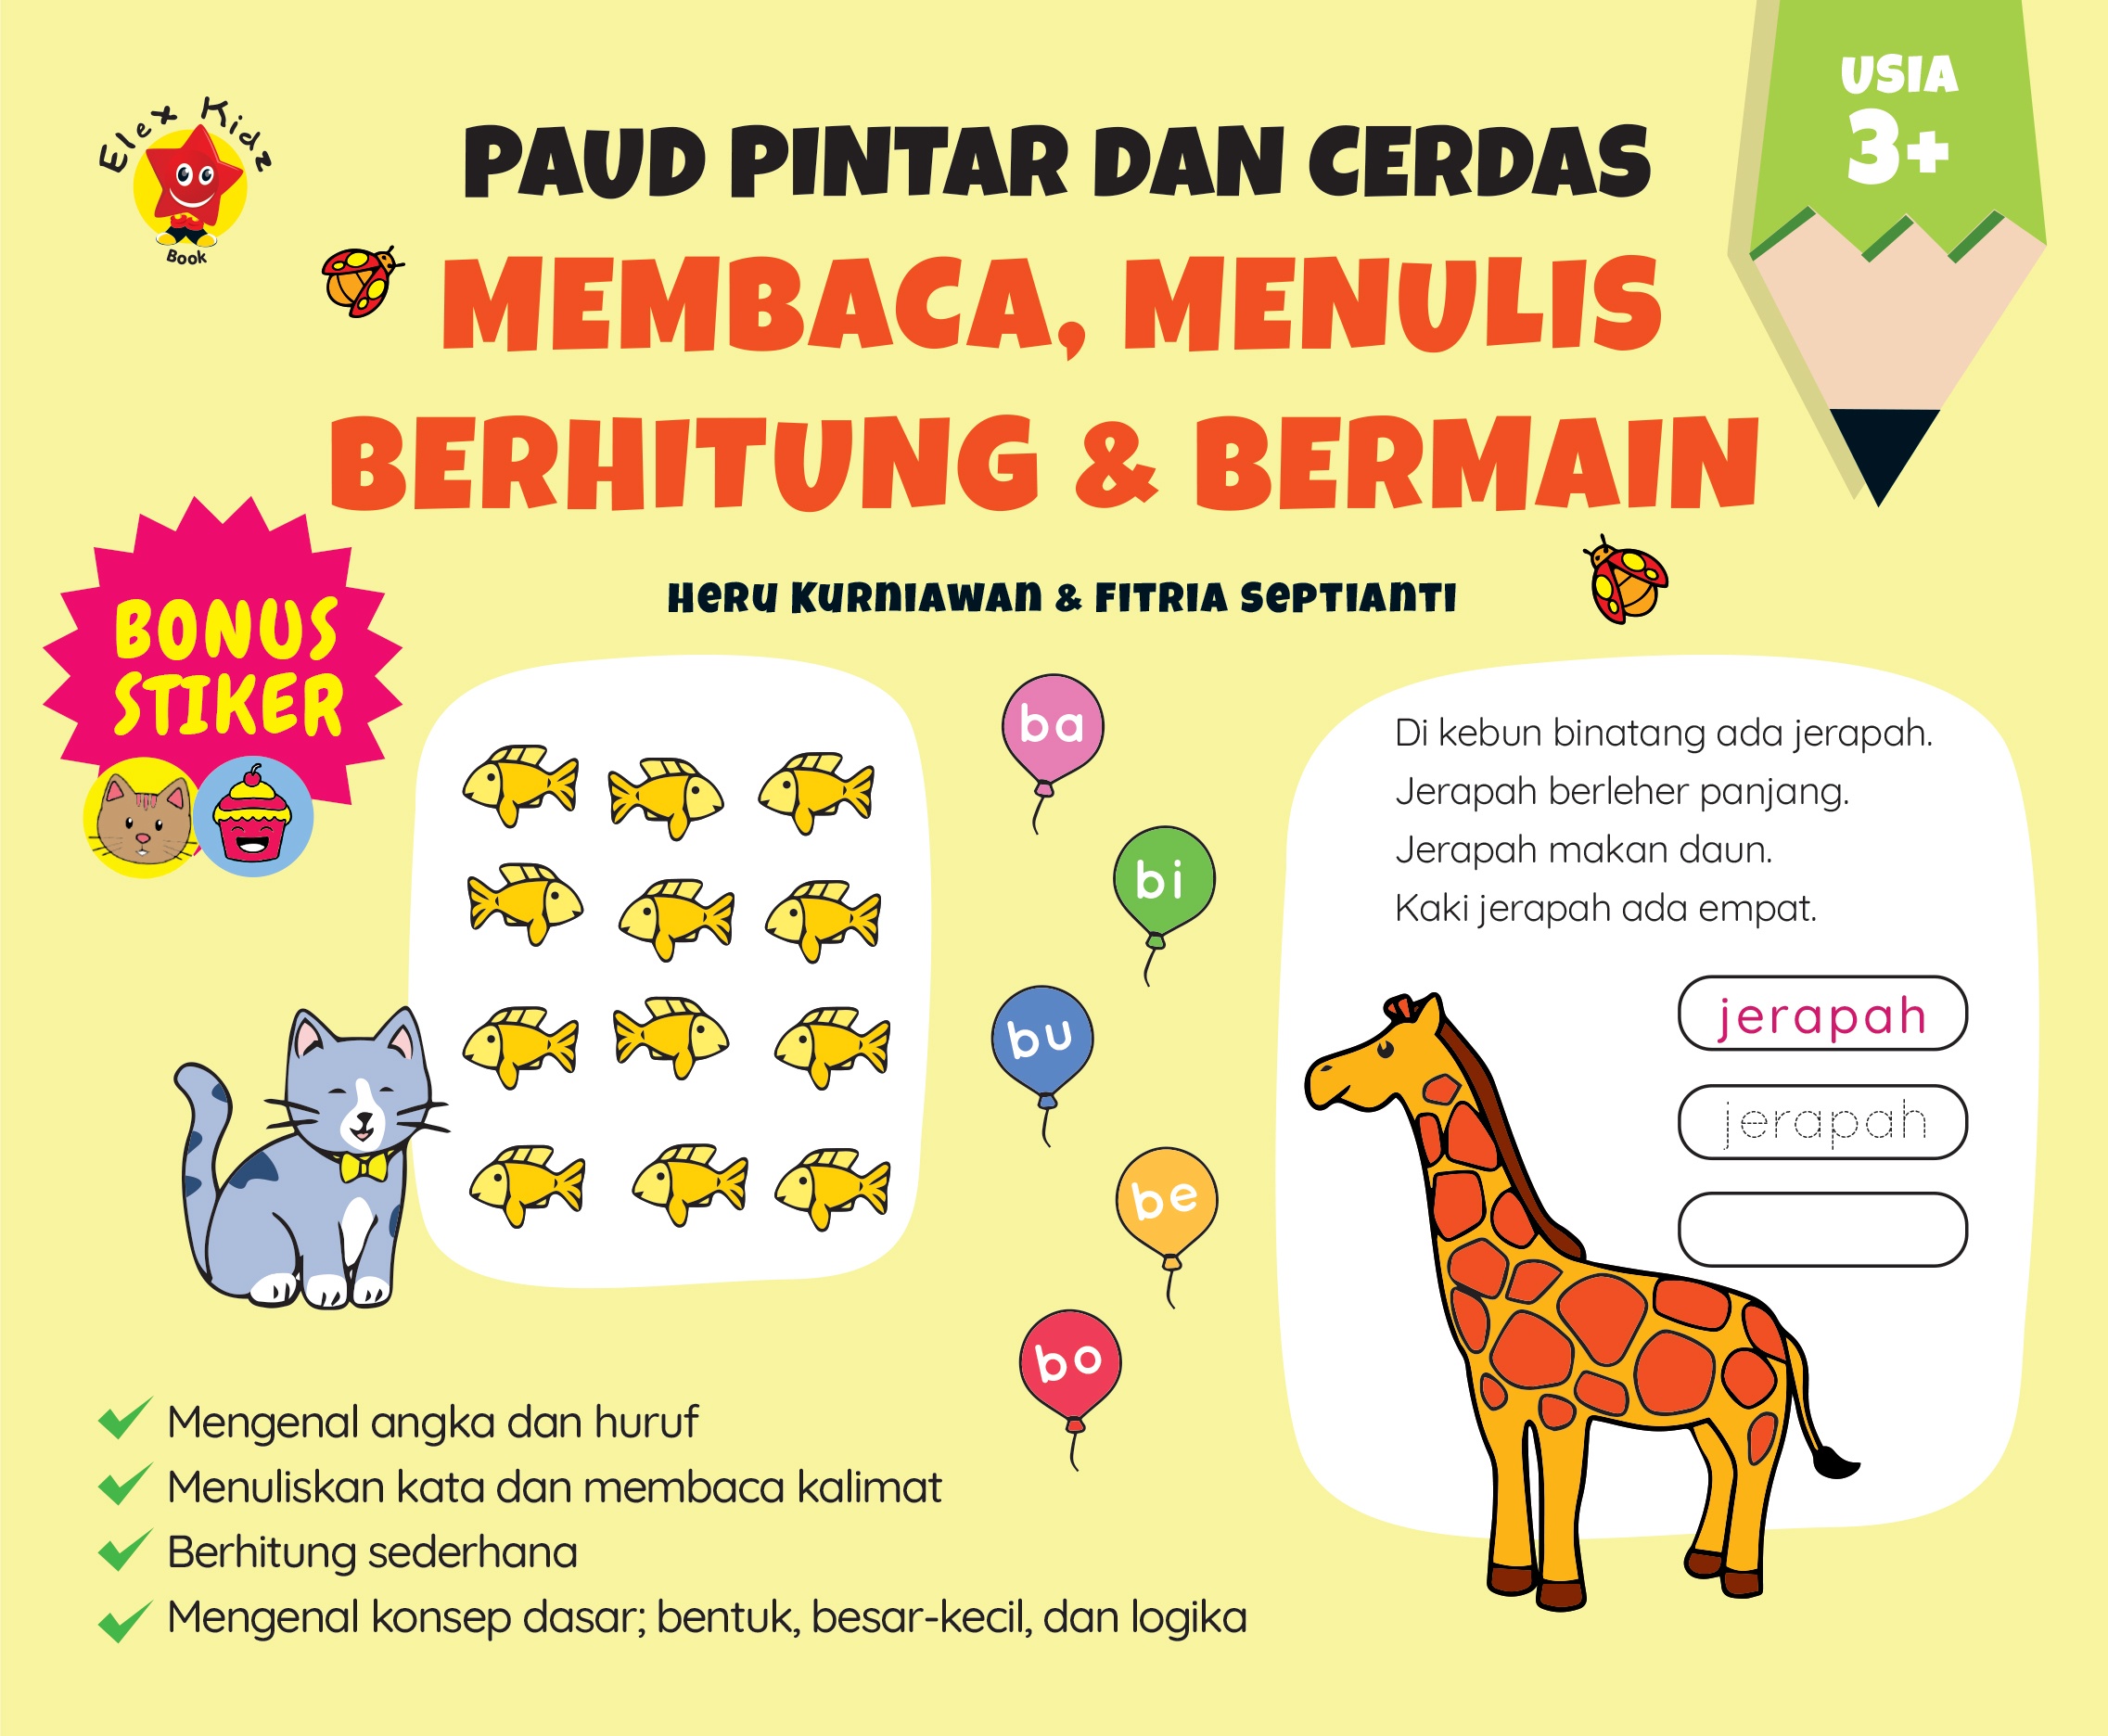 Elex Kidz
Book
USIA
3+
PAUD PINTAR DAN CERDAS
MEMBACA, MENULIS
BERHITUNG & BERMAIN
HERU KURNIAWAN & FITRIA SEPTIANTI
BONUS
STIKER
ba
bi
bu
be
bo
Di kebun binatang ada jerapah.
Jerapah berleher panjang.
Jerapah makan daun.
Kaki jerapah ada empat.
jerapah
jerapah
Mengenal angka dan huruf
Menuliskan kata dan membaca kalimat
Berhitung sederhana
Mengenal konsep dasar; bentuk, besar-kecil, dan logika